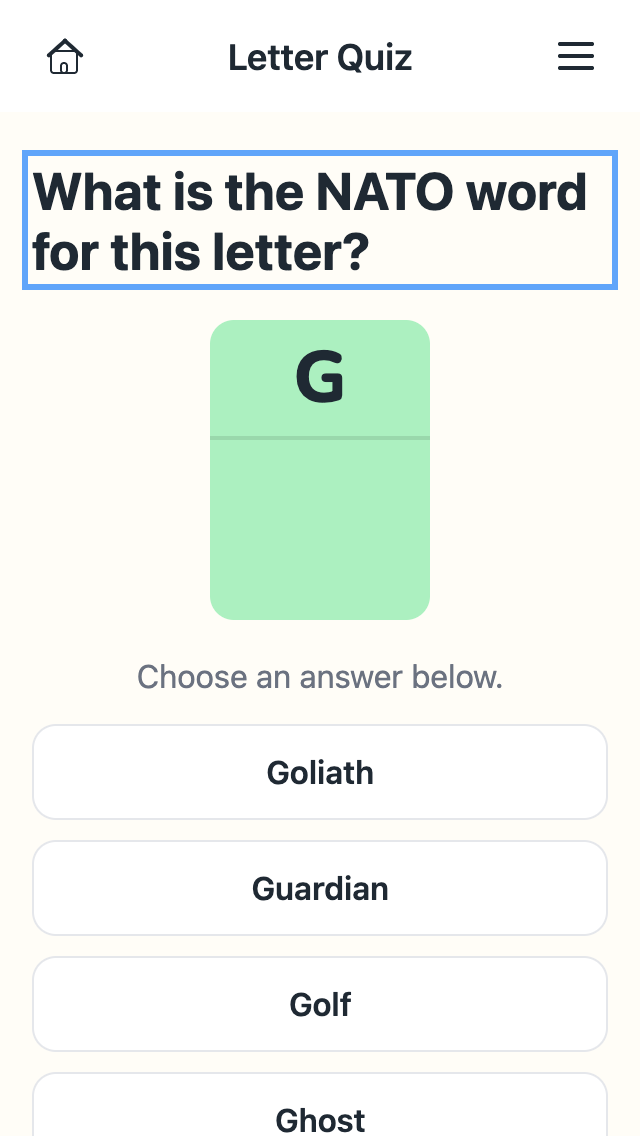 Letter Quiz
What is the NATO word
for this letter?
G
Choose an answer below.
Goliath
Guardian
Golf
Ghost